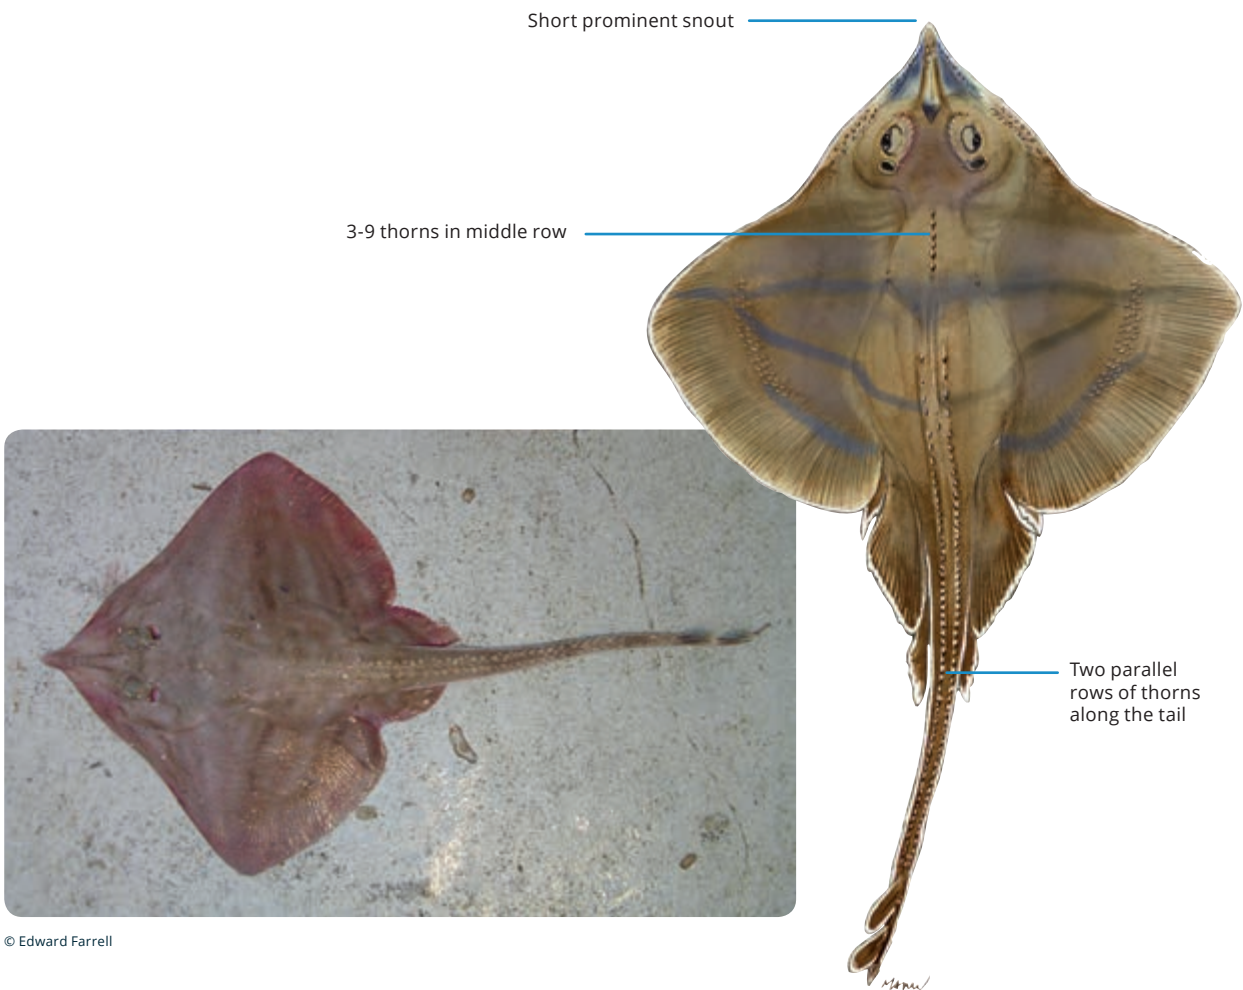 Short prominent snout
3-9 thorns in middle row
Two parallel
rows of thorns
along the tail
© Edward Farrell